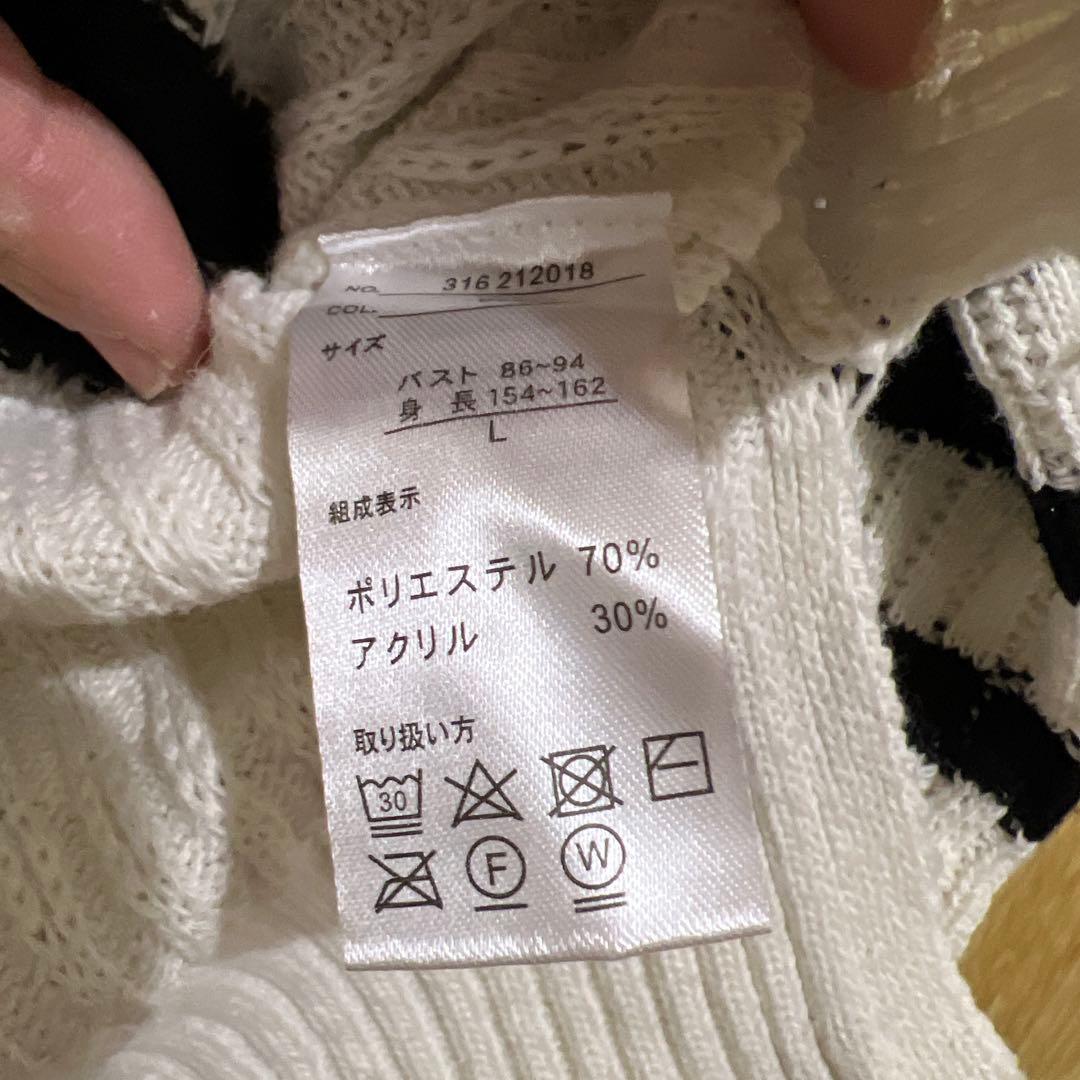 NO. 316 212018
COL.
サイズ
バスト 86~94
身 長 154~162
L
組成表示
ポリエステル 70%
アクリル 30%
取り扱い方
30
F W